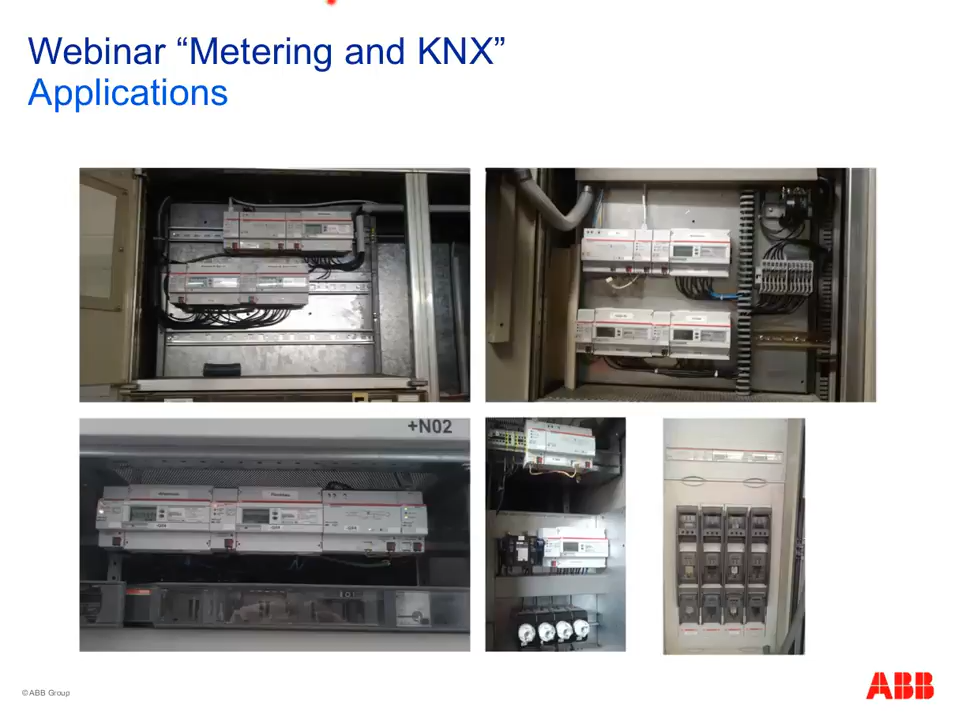 Webinar “Metering and KNX”
Applications
+N02
© ABB Group
ABB